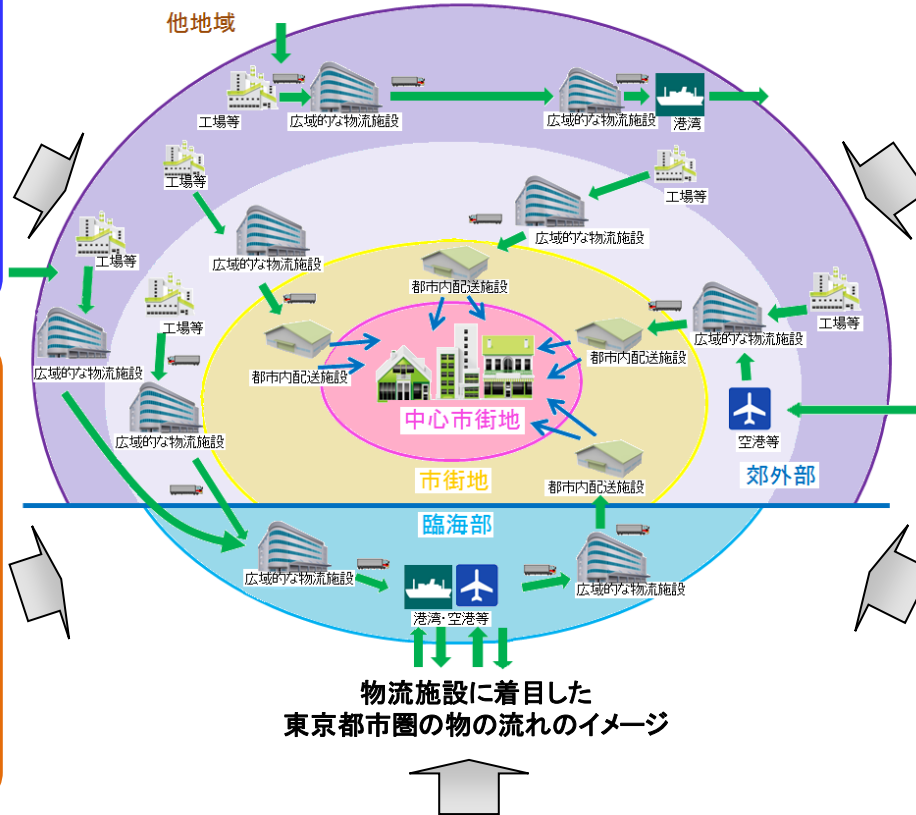 他地域
工場等
広域的な物流施設
広域的な物流施設
港湾
工場等
工場等
広域的な物流施設
工場等
広域的な物流施設
都市内配送施設
工場等
工場等
広域的な物流施設
都市内配送施設
都市内配送施設
広域的な物流施設
中心市街地
広域的な物流施設
空港等
市街地
都市内配送施設
郊外部
臨海部
広域的な物流施設
広域的な物流施設
港湾・空港等
物流施設に着目した
東京都市圏の物の流れのイメージ